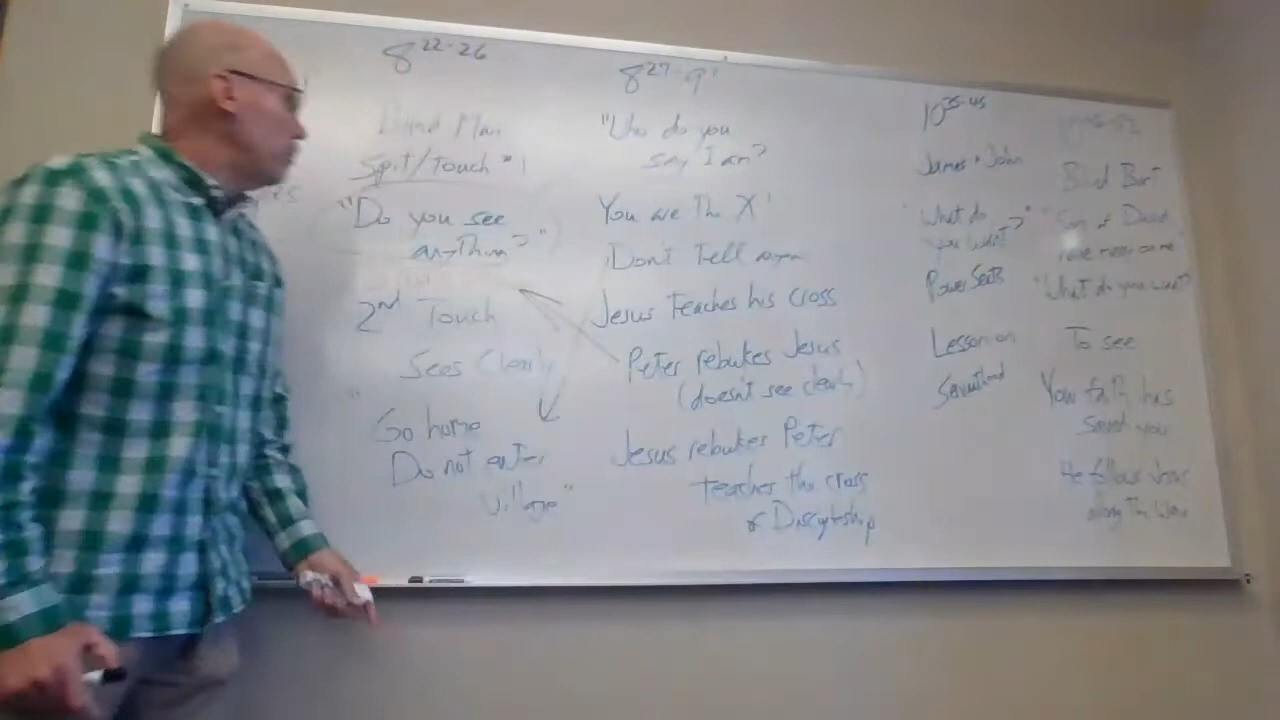 8 22-26
Blind Man
Spit/Touch #1
"Do you see
anything?"
2nd Touch
Sees Clearly
Go home
Do not enter
village"
8 27-9 1
"Who do you
say I am?
You are The X
Don't Tell
Jesus Teaches his cross
Peter rebukes Jesus
(doesn't see clearly)
Jesus rebukes Peter
teaches the cross
& Discipleship
10 35-45
James + John
"What do
you want?"
Power Seats
Lesson on
Servanthood
Blind Bart
Son of David
have mercy on me
"What do you want?
To see
Your faith has
saved you
He follows Jesus
along The Way